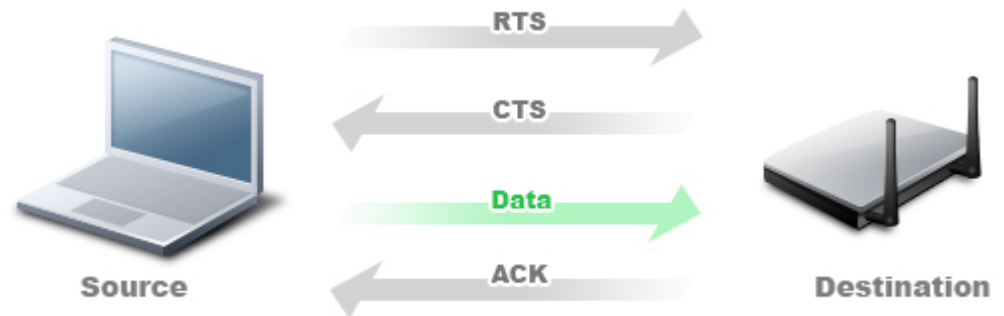 RTS
CTS
Data
ACK
Source
Destination